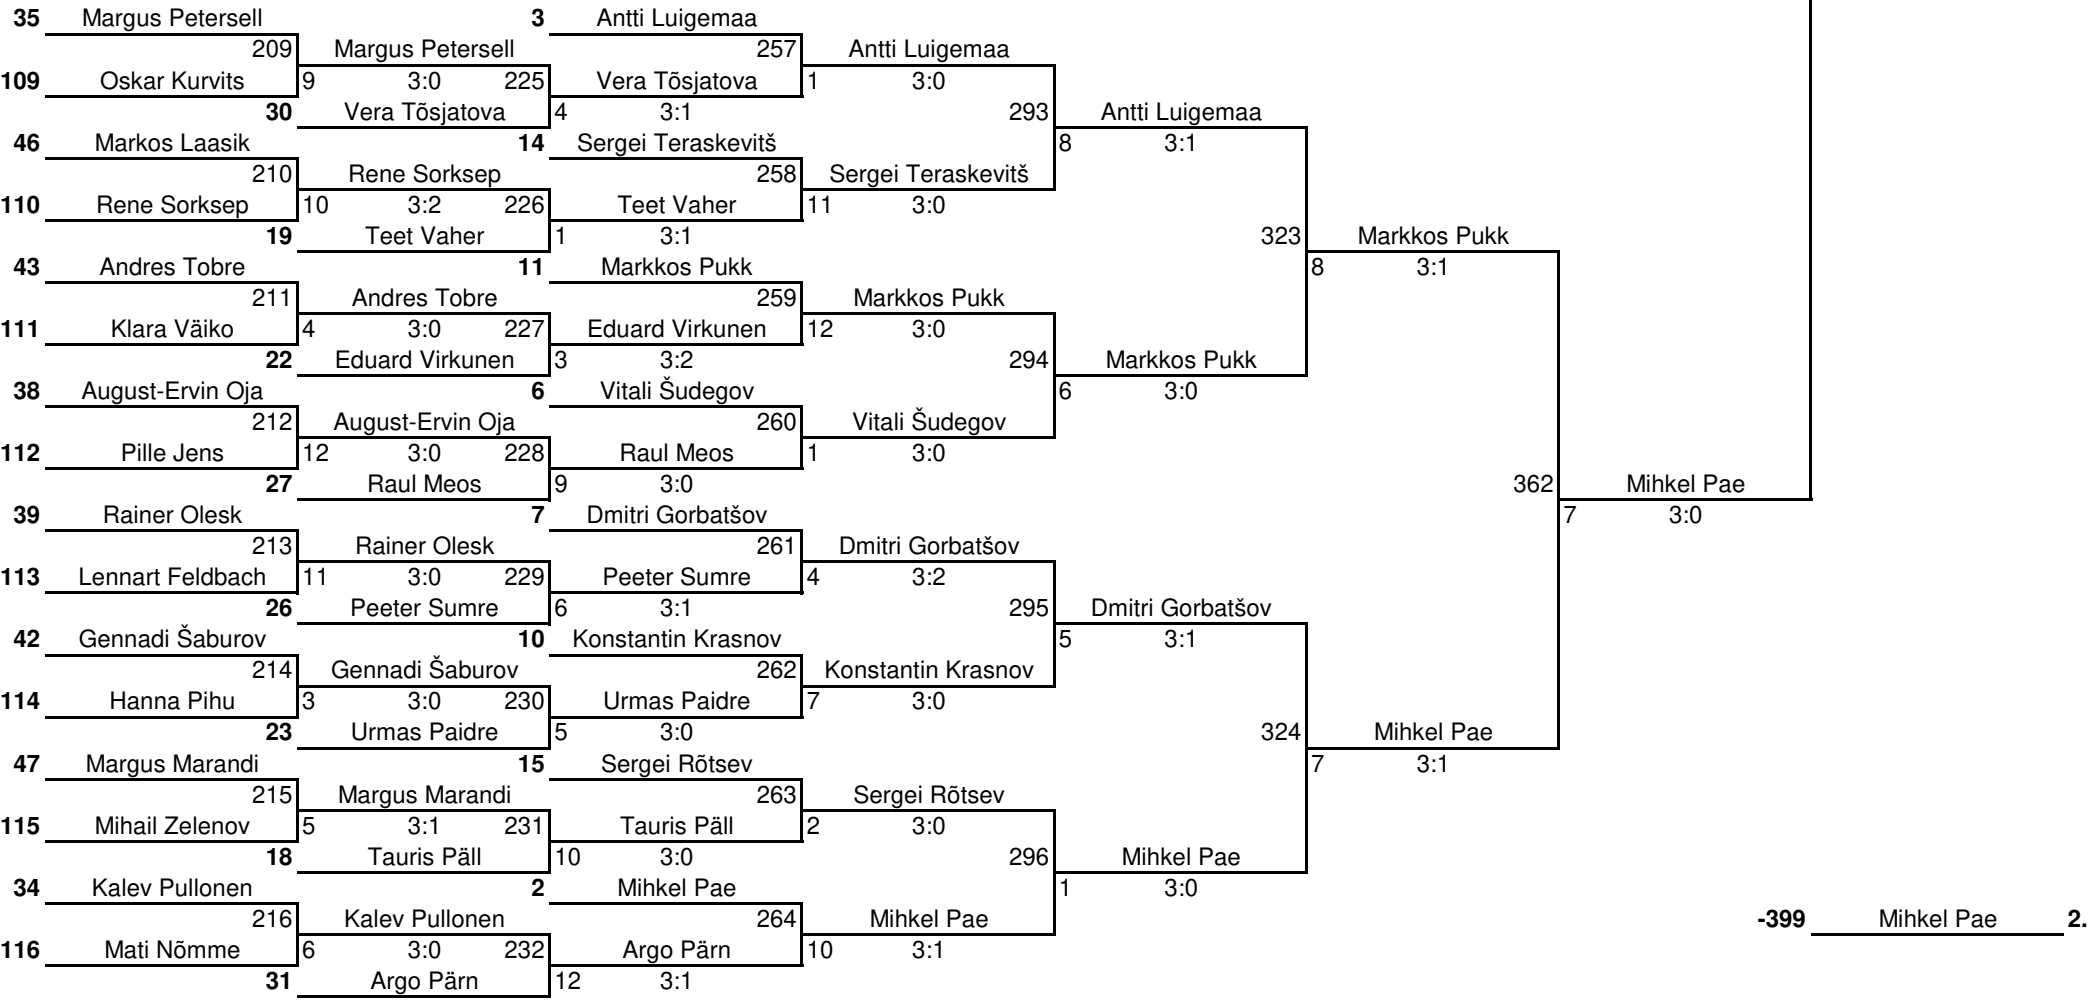 35 Margus Petersell 3 Antti Luigemaa
209 Margus Petersell 257 Antti Luigemaa
109 Oskar Kurvits 9 3:0 225 Vera Tõsjatova 1 3:0
30 Vera Tõsjatova 4 3:1 293 Antti Luigemaa
46 Markos Laasik 14 Sergei Teraskevitš 8 3:1
210 Rene Sorksep 258 Sergei Teraskevitš
110 Rene Sorksep 10 3:2 226 Teet Vaher 11 3:0
19 Teet Vaher 1 3:1 323 Markkos Pukk
43 Andres Tobre 11 Markkos Pukk 8 3:1
211 Andres Tobre 259 Markkos Pukk
111 Klara Väiko 4 3:0 227 Eduard Virkunen 12 3:0
22 Eduard Virkunen 3 3:2 294 Markkos Pukk
38 August-Ervin Oja 6 Vitali Šudegov 6 3:0
212 August-Ervin Oja 260 Vitali Šudegov
112 Pille Jens 12 3:0 228 Raul Meos 1 3:0
27 Raul Meos 9 3:0 362 Mihkel Pae
39 Rainer Olesk 7 Dmitri Gorbatšov 7 3:0
213 Rainer Olesk 261 Dmitri Gorbatšov
113 Lennart Feldbach 11 3:0 229 Peeter Sumre 4 3:2
26 Peeter Sumre 6 3:1 295 Dmitri Gorbatšov
42 Gennadi Šaburov 10 Konstantin Krasnov 5 3:1
214 Gennadi Šaburov 262 Konstantin Krasnov
114 Hanna Pihu 3 3:0 230 Urmas Paidre 7 3:0
23 Urmas Paidre 5 3:0 324 Mihkel Pae
47 Margus Marandi 15 Sergei Rõtsev 7 3:1
215 Margus Marandi 263 Sergei Rõtsev
115 Mihail Zelenov 5 3:1 231 Tauris Päll 2 3:0
18 Tauris Päll 10 3:0 296 Mihkel Pae
34 Kalev Pullonen 2 Mihkel Pae 1 3:0
216 Kalev Pullonen 264 Mihkel Pae -399 Mihkel Pae 2.
116 Mati Nõmme 6 3:0 232 Argo Pärn 10 3:1
31 Argo Pärn 12 3:1